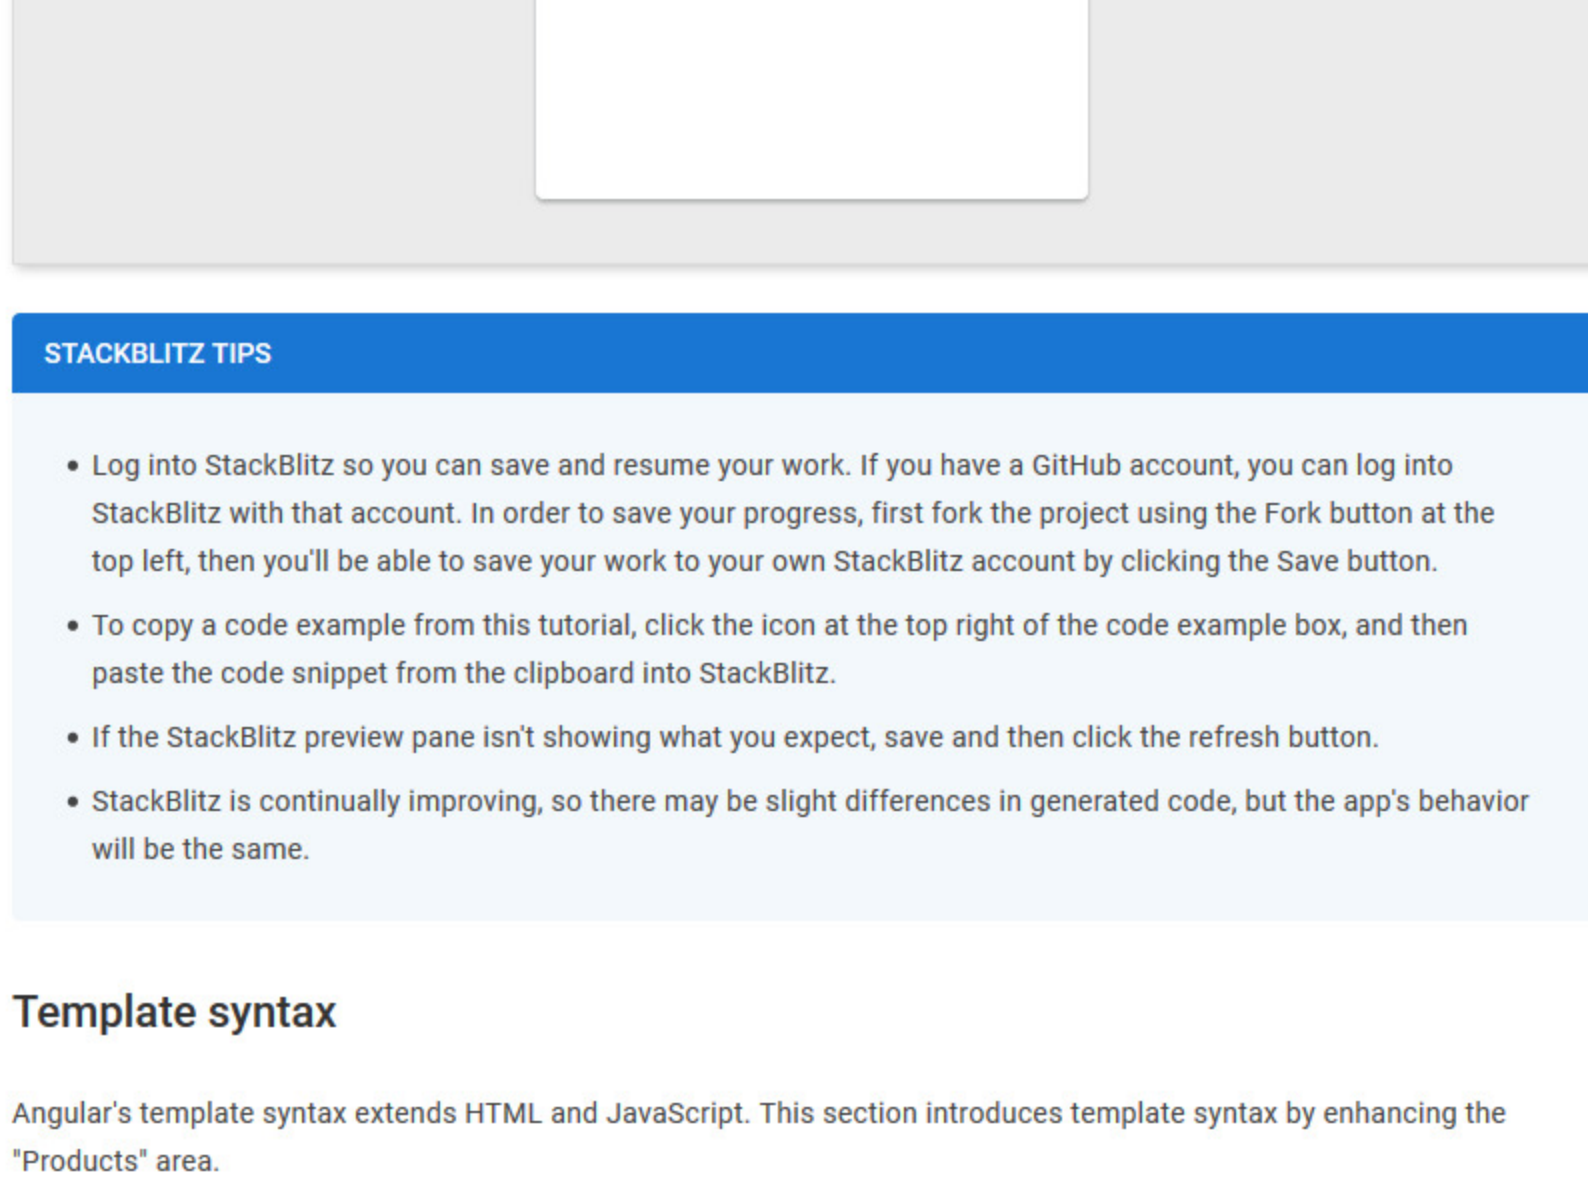 STACKBLITZ TIPS
• Log into StackBlitz so you can save and resume your work. If you have a GitHub account, you can log into
StackBlitz with that account. In order to save your progress, first fork the project using the Fork button at the
top left, then you'll be able to save your work to your own StackBlitz account by clicking the Save button.
• To copy a code example from this tutorial, click the icon at the top right of the code example box, and then
paste the code snippet from the clipboard into StackBlitz.
• If the StackBlitz preview pane isn't showing what you expect, save and then click the refresh button.
• StackBlitz is continually improving, so there may be slight differences in generated code, but the app's behavior
will be the same.
Template syntax
Angular's template syntax extends HTML and JavaScript. This section introduces template syntax by enhancing the
"Products" area.